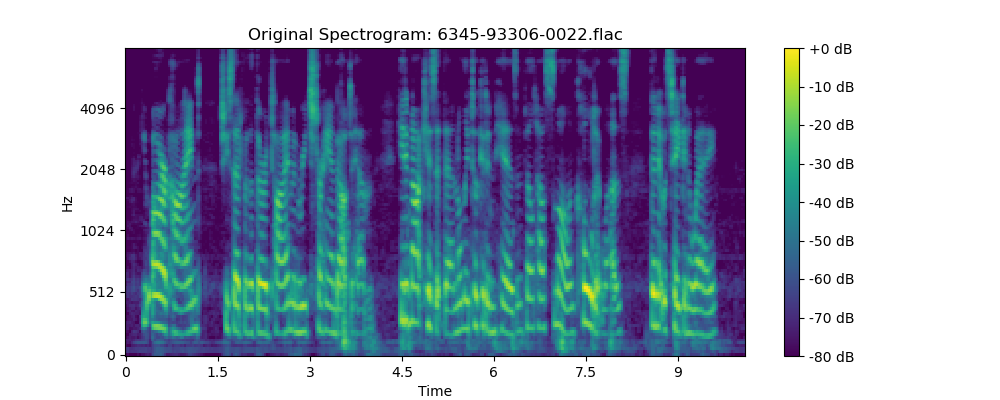 Original Spectrogram: 6345-93306-0022.flac
Hz
4096
2048
1024
512
0
0 1.5 3 4.5 6 7.5 9
Time
+0 dB
-10 dB
-20 dB
-30 dB
-40 dB
-50 dB
-60 dB
-70 dB
-80 dB